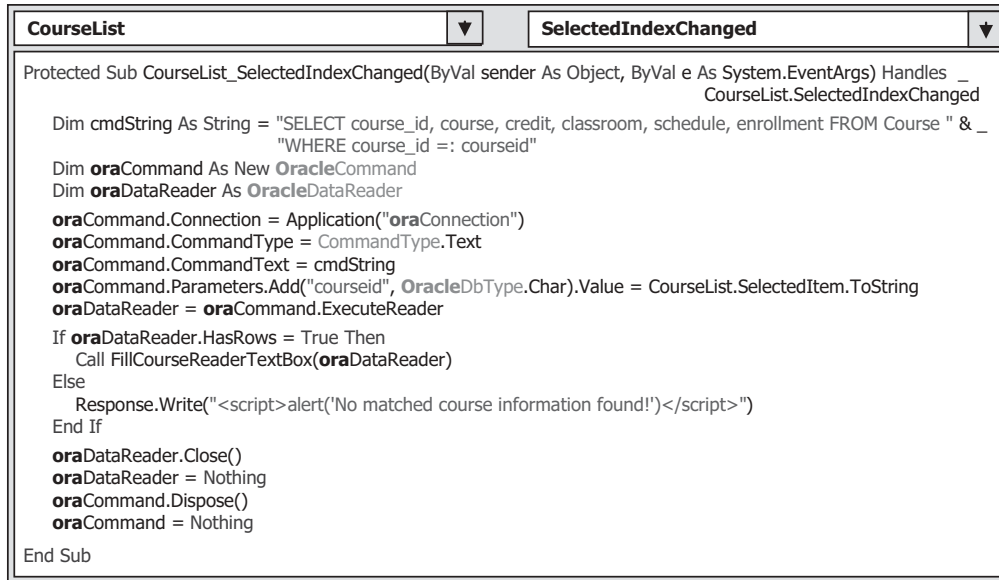 CourseList
SelectedIndexChanged
Protected Sub CourseList_SelectedIndexChanged(ByVal sender As Object, ByVal e As System.EventArgs) Handles _
CourseList.SelectedIndexChanged
Dim cmdString As String = "SELECT course_id, course, credit, classroom, schedule, enrollment FROM Course " & _
"WHERE course_id =: courseid"
Dim oraCommand As New OracleCommand
Dim oraDataReader As OracleDataReader
oraCommand.Connection = Application("oraConnection")
oraCommand.CommandType = CommandType.Text
oraCommand.CommandText = cmdString
oraCommand.Parameters.Add("courseid", OracleDbType.Char).Value = CourseList.SelectedItem.ToString
oraDataReader = oraCommand.ExecuteReader
If oraDataReader.HasRows = True Then
Call FillCourseReaderTextBox(oraDataReader)
Else
Response.Write("<script>alert('No matched course information found!')</script>")
End If
oraDataReader.Close()
oraDataReader = Nothing
oraCommand.Dispose()
oraCommand = Nothing
End Sub